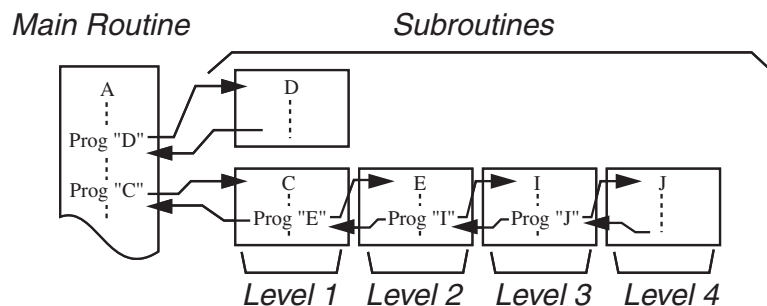 Main Routine
Subroutines
A
D
Prog "D"
Prog "C"
C
E
I
J
Prog "E"
Prog "I"
Prog "J"
Level 1
Level 2
Level 3
Level 4